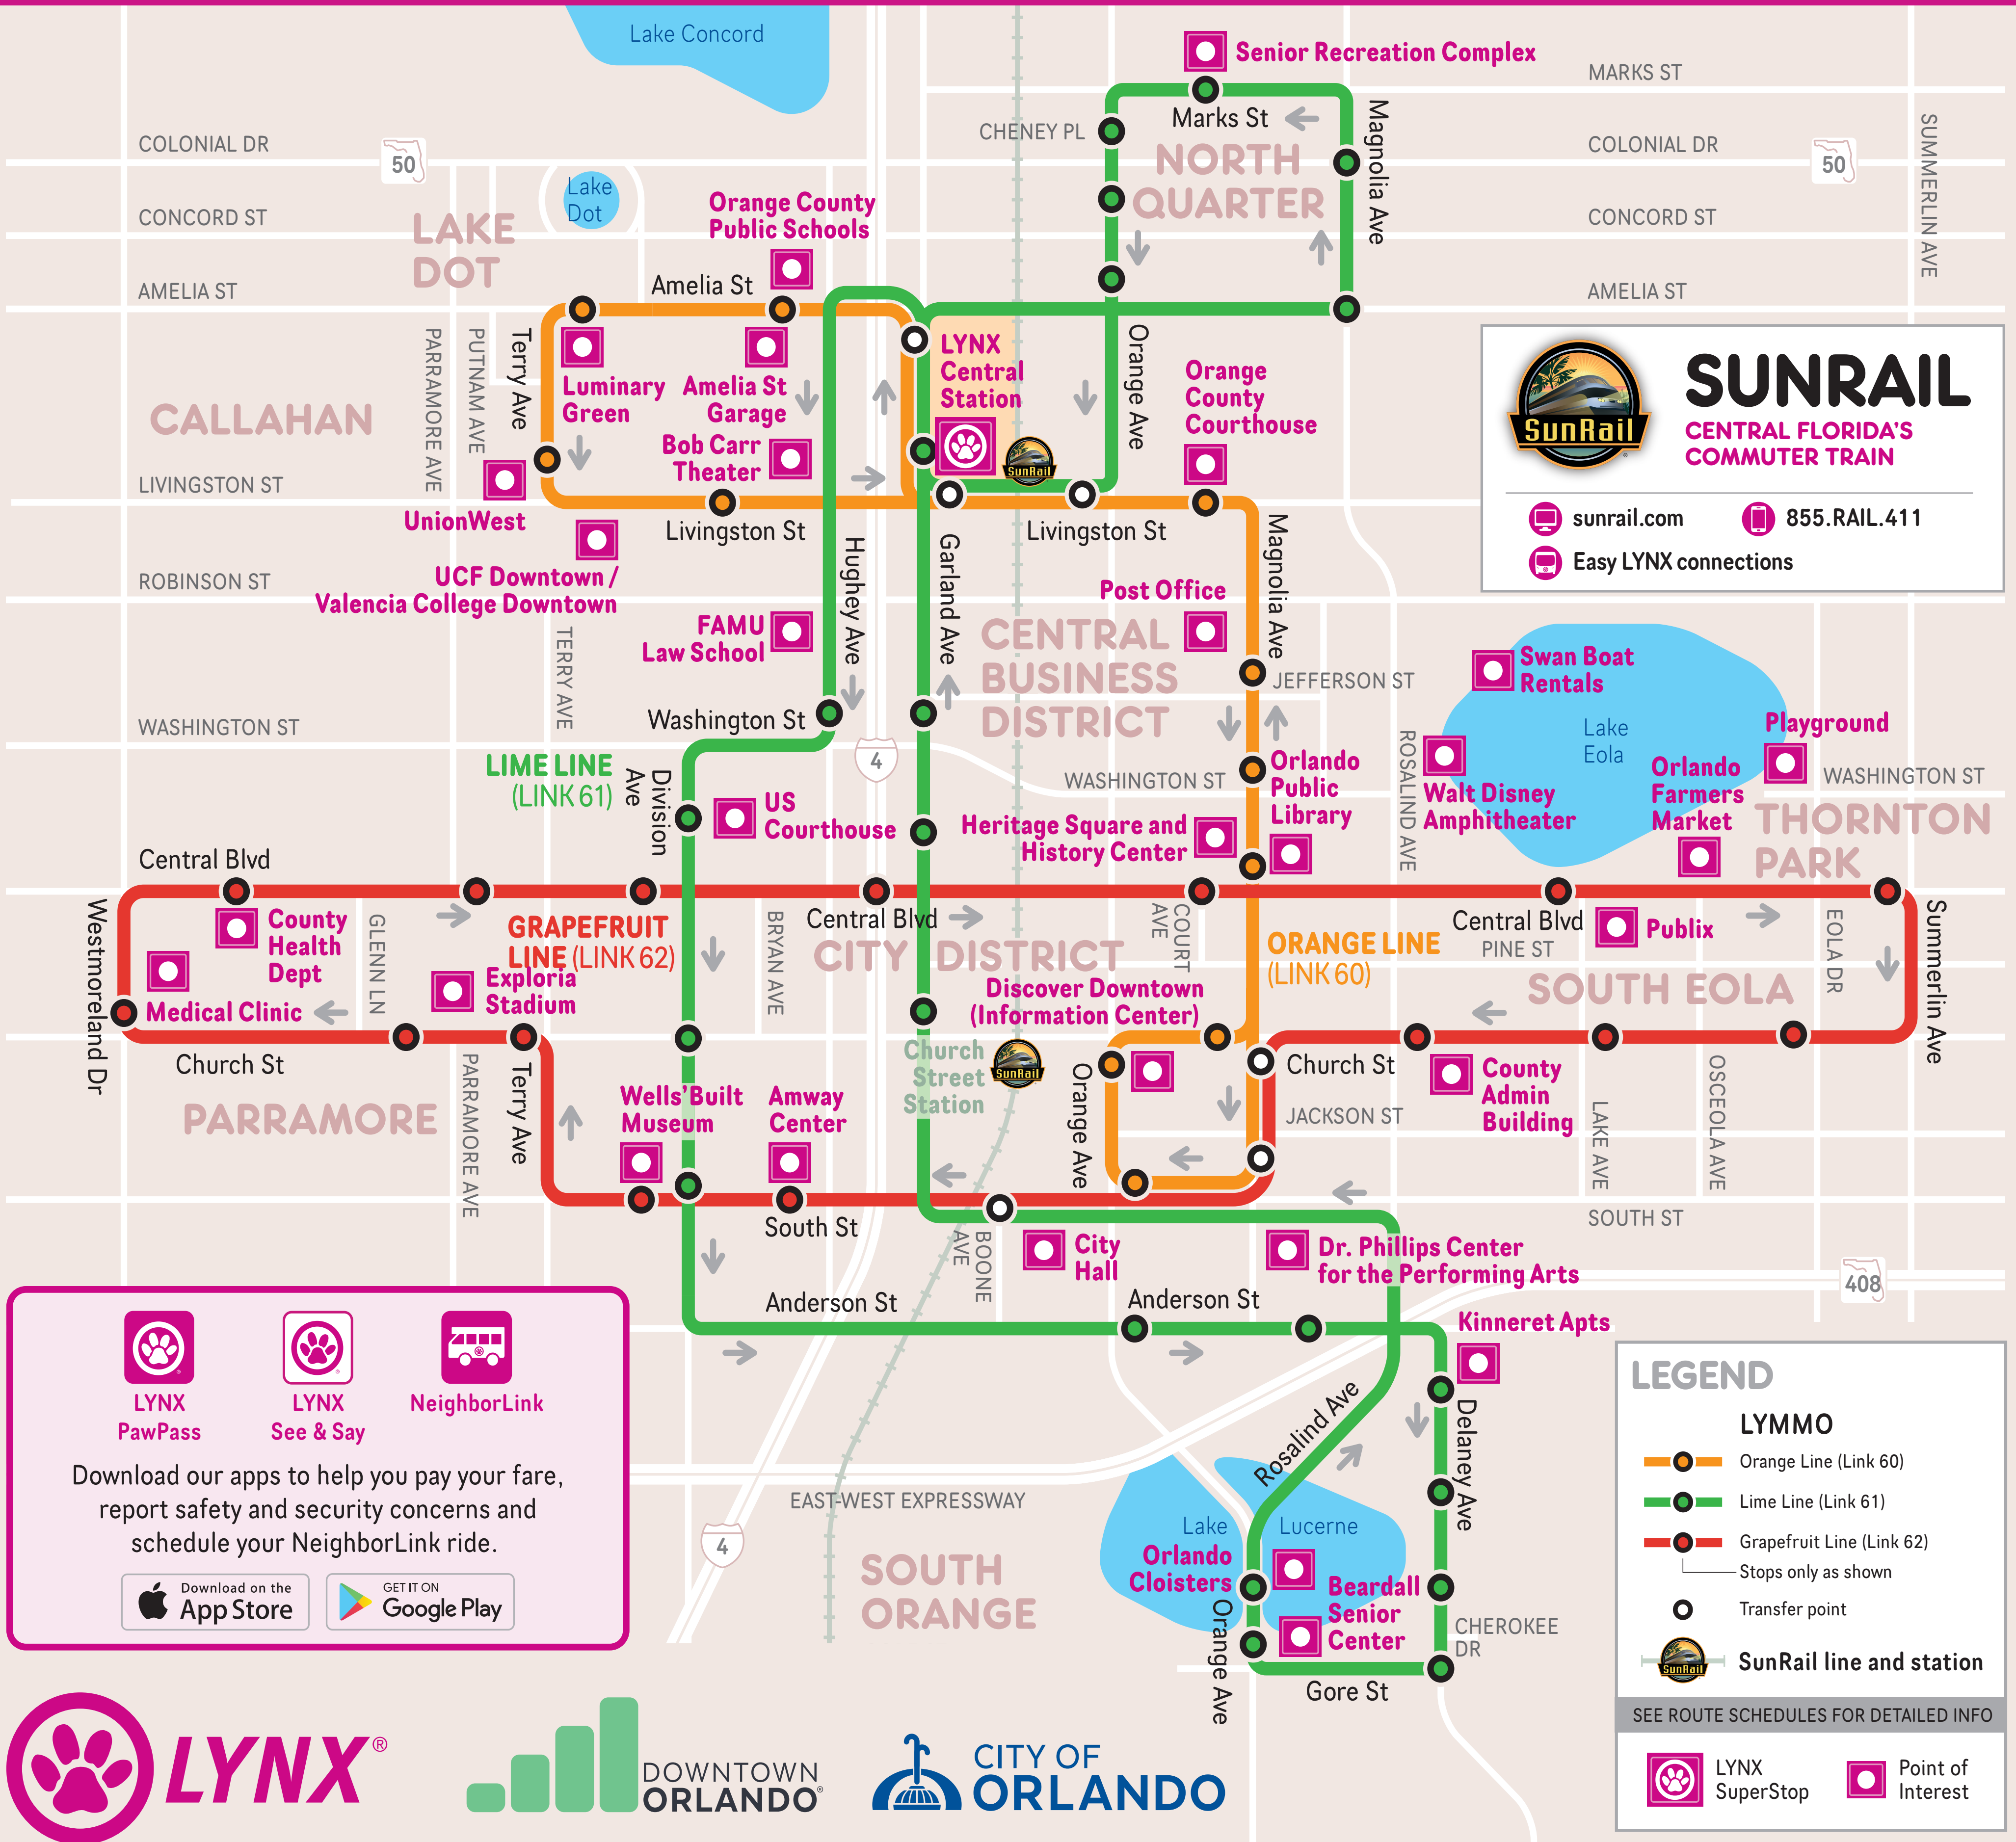 Lake Concord
Senior Recreation Complex
MARKS ST
Marks St
CHENEY PL
Magnolia Ave
SUMMERLIN AVE
COLONIAL DR
50
NORTH
QUARTER
COLONIAL DR
50
Lake
Dot
CONCORD ST
LAKE
DOT
Orange County
Public Schools
CONCORD ST
AMELIA ST
Amelia St
AMELIA ST
PARRAMORE AVE
PUTNAM AVE
Terry Ave
Luminary
Green
Amelia St
Garage
LYNX
Central
Station
Orange Ave
Orange
County
Courthouse
CALLAHAN
Bob Carr
Theater
SunRail
LIVINGSTON ST
UnionWest
Livingston St
Livingston St
SunRail
SUNRAIL
CENTRAL FLORIDA'S
COMMUTER TRAIN
sunrail.com
855.RAIL.411
Easy LYNX connections
ROBINSON ST
UCF Downtown /
Valencia College Downtown
Hughey Ave
Garland Ave
Magnolia Ave
Post Office
TERRY AVE
FAMU
Law School
CENTRAL
BUSINESS
DISTRICT
JEFFERSON ST
Swan Boat
Rentals
Lake
Eola
Playground
WASHINGTON ST
Washington St
4
WASHINGTON ST
ROSALIND AVE
WASHINGTON ST
LIME LINE
(LINK 61)
Division
Ave
US
Courthouse
Heritage Square and
History Center
Orlando
Public
Library
Walt Disney
Amphitheater
Orlando
Farmers
Market
THORNTON
PARK
Central Blvd
Westmoreland Dr
County
Health
Dept
GLENN LN
GRAPEFRUIT
LINE (LINK 62)
BRYAN AVE
Central Blvd
CITY DISTRICT
COURT
AVE
ORANGE LINE
(LINK 60)
Central Blvd
PINE ST
Publix
EOLA DR
Summerlin Ave
Medical Clinic
Exploria
Stadium
Discover Downtown
(Information Center)
SOUTH EOLA
Church St
PARRAMORE
PARRAMORE AVE
Terry Ave
Wells'Built
Museum
Amway
Center
Church
Street
Station
SunRail
Orange Ave
Church St
JACKSON ST
County
Admin
Building
LAKE AVE
OSCEOLA AVE
South St
SOUTH ST
BOONE
AVE
City
Hall
Dr. Phillips Center
for the Performing Arts
408
Anderson St
Anderson St
Kinneret Apts
Rosalind Ave
Delaney Ave
EAST-WEST EXPRESSWAY
4
Lake
Lucerne
SOUTH
ORANGE
Orlando
Cloisters
Orange Ave
Beardall
Senior
Center
CHEROKEE
DR
Gore St
LYNX
PawPass
LYNX
See & Say
NeighborLink
Download our apps to help you pay your fare,
report safety and security concerns and
schedule your NeighborLink ride.
Download on the
App Store
GET IT ON
Google Play
LEGEND
LYMMO
Orange Line (Link 60)
Lime Line (Link 61)
Grapefruit Line (Link 62)
Stops only as shown
Transfer point
SunRail
SunRail line and station
SEE ROUTE SCHEDULES FOR DETAILED INFO
LYNX
SuperStop
Point of
Interest
LYNX®
DOWNTOWN
ORLANDO®
CITY OF
ORLANDO